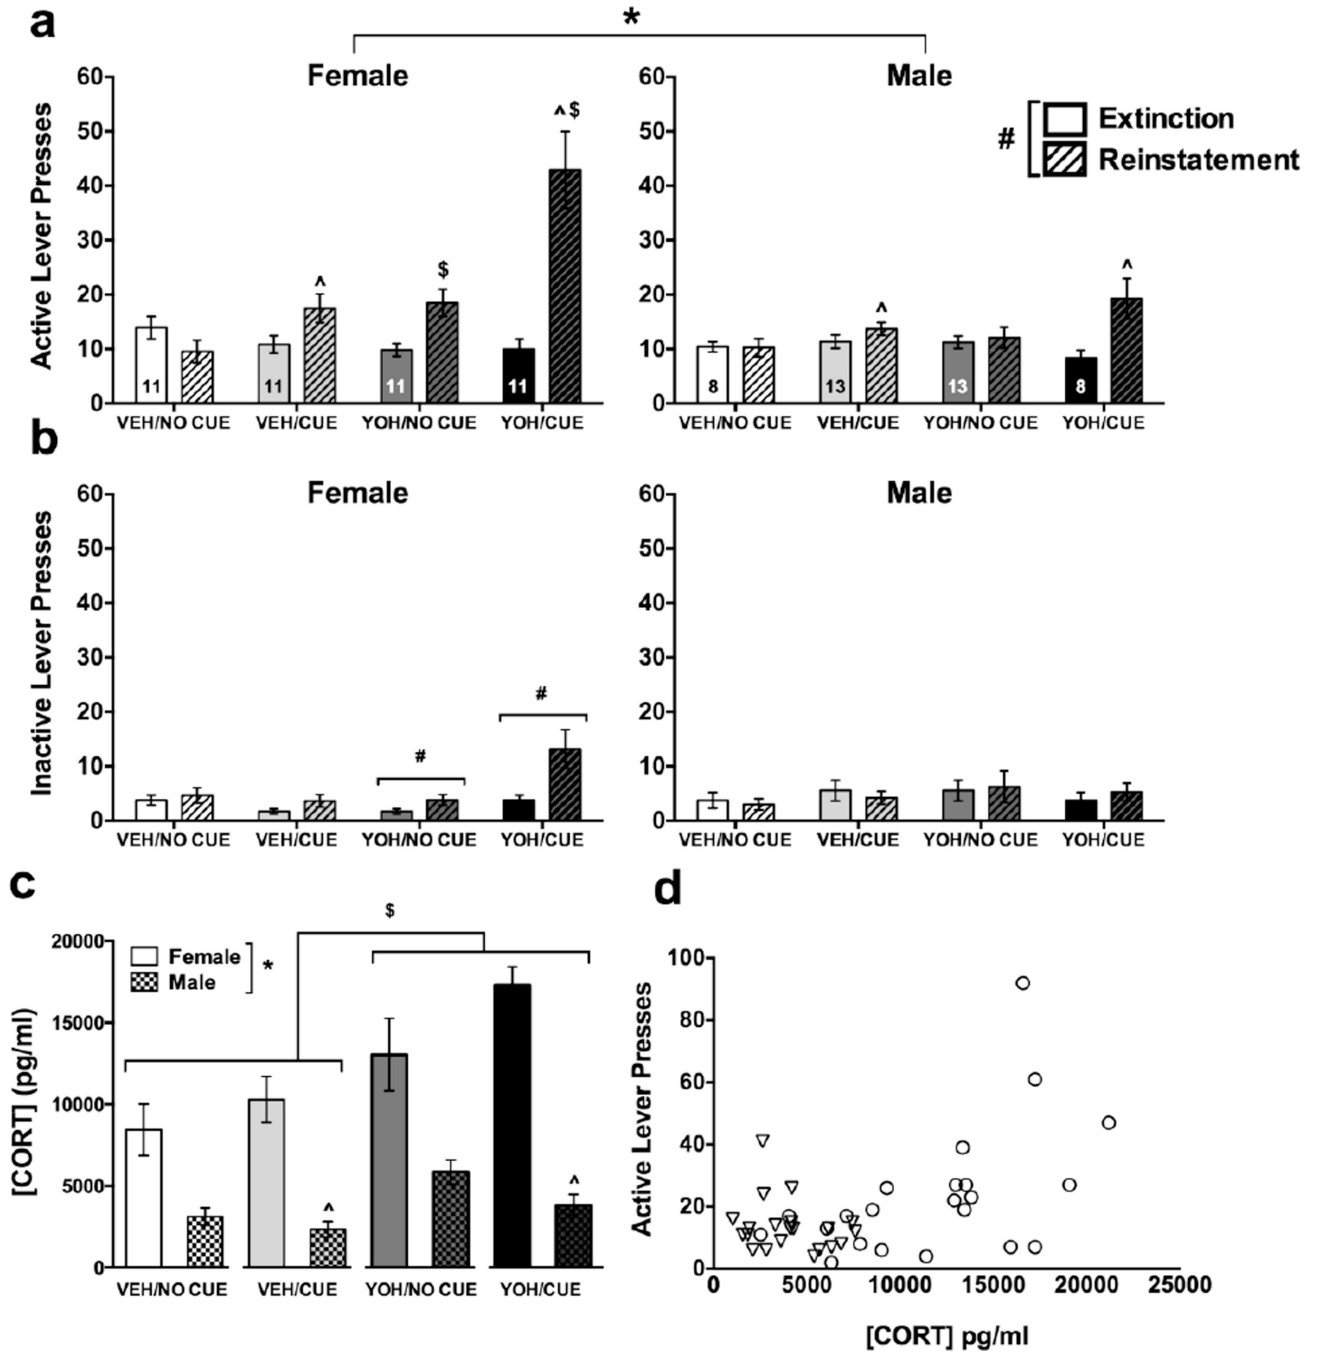 a
*
Female
Male
Active Lever Presses
60
50
40
30
20
10
0
^
$
^ $
11
11
11
11
VEH/NO CUE
VEH/CUE
YOH/NO CUE
YOH/CUE
60
50
40
30
20
10
0
#
Extinction
Reinstatement
^
^
8
13
13
8
VEH/NO CUE
VEH/CUE
YOH/NO CUE
YOH/CUE
b
Female
Male
Inactive Lever Presses
60
50
40
30
20
10
0
#
#
VEH/NO CUE
VEH/CUE
YOH/NO CUE
YOH/CUE
60
50
40
30
20
10
0
VEH/NO CUE
VEH/CUE
YOH/NO CUE
YOH/CUE
c
$
Female
Male
*
[CORT] (pg/ml)
20000
15000
10000
5000
0
^
^
VEH/NO CUE
VEH/CUE
YOH/NO CUE
YOH/CUE
d
Active Lever Presses
100
80
60
40
20
0
0
5000
10000
15000
20000
25000
[CORT] pg/ml